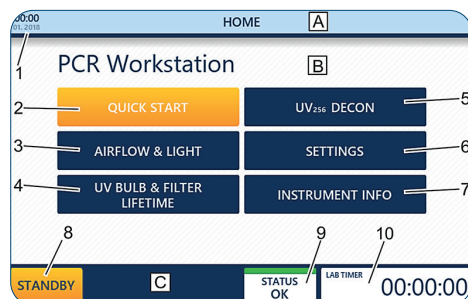 00:00
HOME
A
01. 2018
1
PCR Workstation
B
2
QUICK START
UV256 DECON
5
3
AIRFLOW & LIGHT
SETTINGS
6
4
UV BULB & FILTER
LIFETIME
INSTRUMENT INFO
7
8
9
10
STANDBY
C
STATUS
OK
LAB TIMER
00:00:00